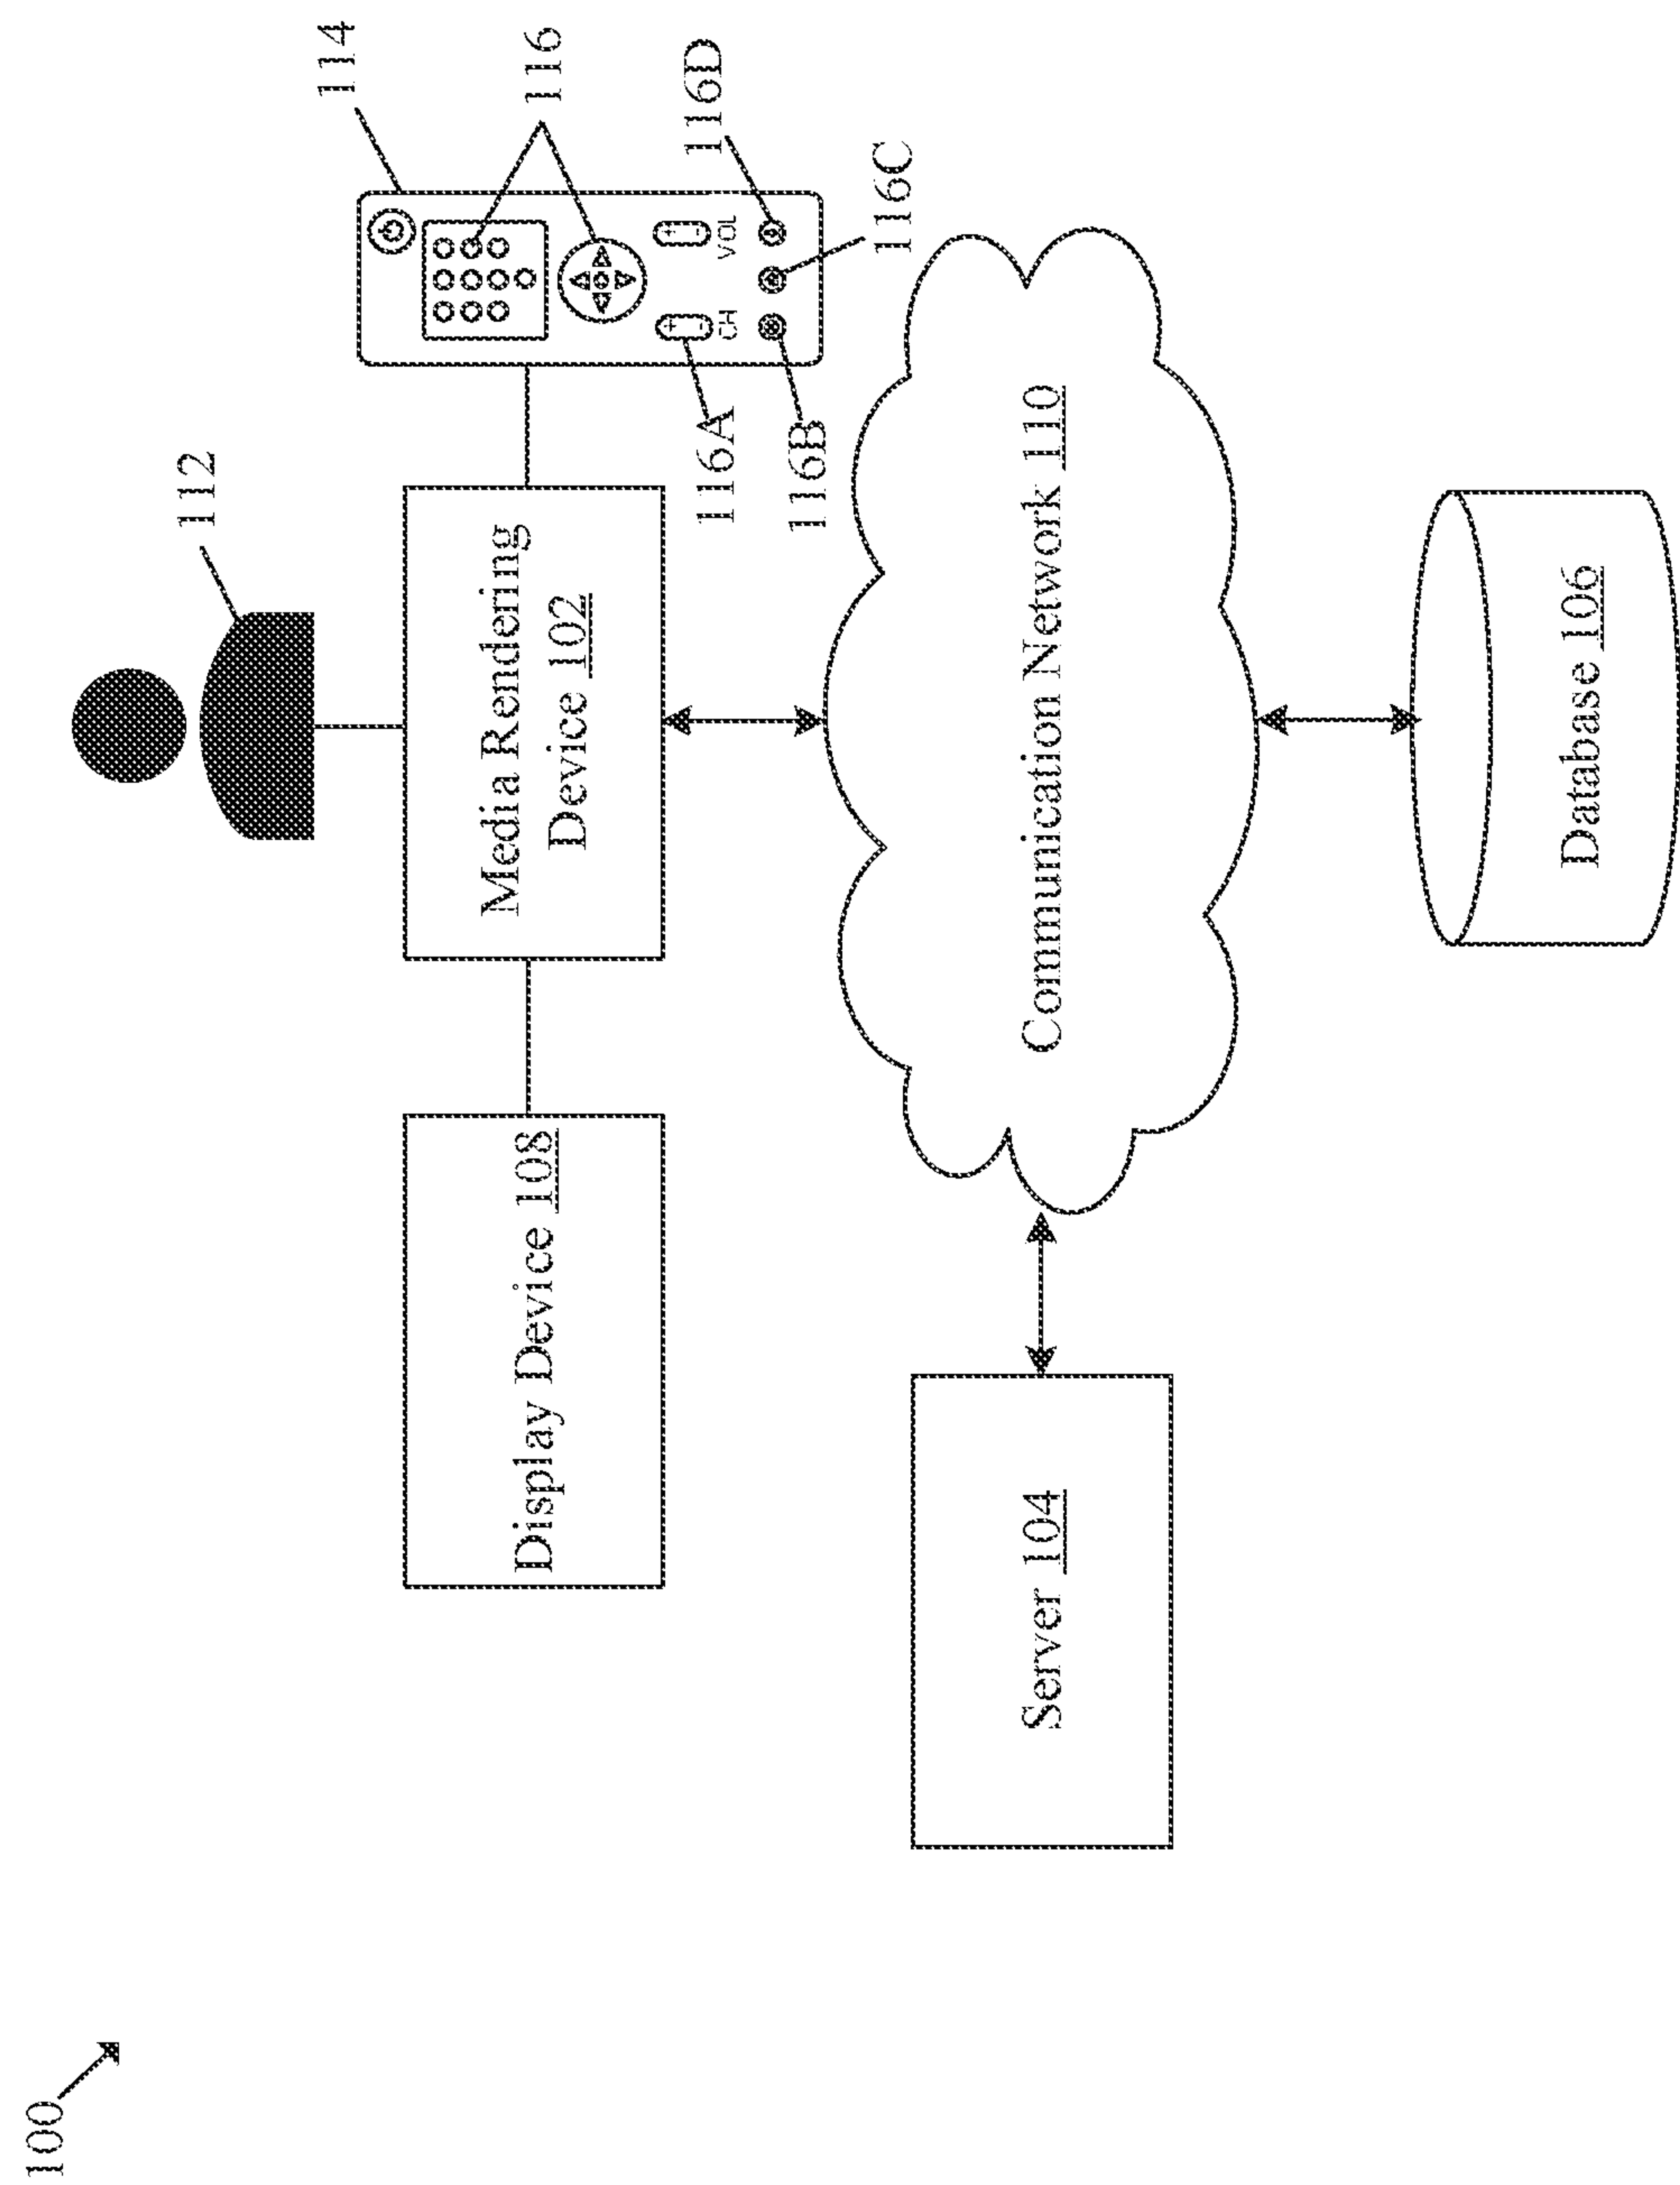 100
112
114
116
Display Device 108
Media Rendering
Device 102
CH
VOL
116A
116D
116B
116C
Server 104
Communication Network 110
Database 106